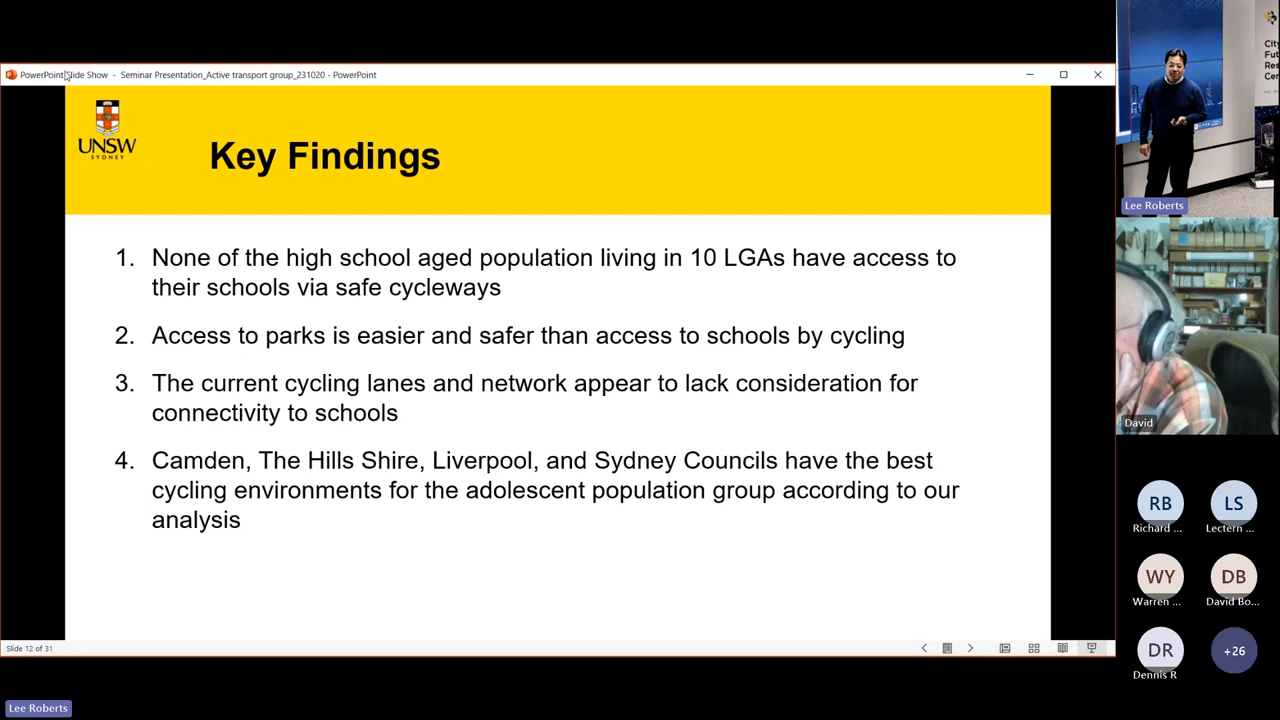 PowerPoint Slide Show - Seminar Presentation_Active transport group_231020 - PowerPoint
UNSW
SYDNEY
Key Findings
1. None of the high school aged population living in 10 LGAs have access to
their schools via safe cycleways
2. Access to parks is easier and safer than access to schools by cycling
3. The current cycling lanes and network appear to lack consideration for
connectivity to schools
4. Camden, The Hills Shire, Liverpool, and Sydney Councils have the best
cycling environments for the adolescent population group according to our
analysis
Slide 12 of 31
Lee Roberts
David
RB
Richard ...
LS
Lectern ...
WY
Warren ...
DB
David Bo...
DR
Dennis R
+26
Lee Roberts